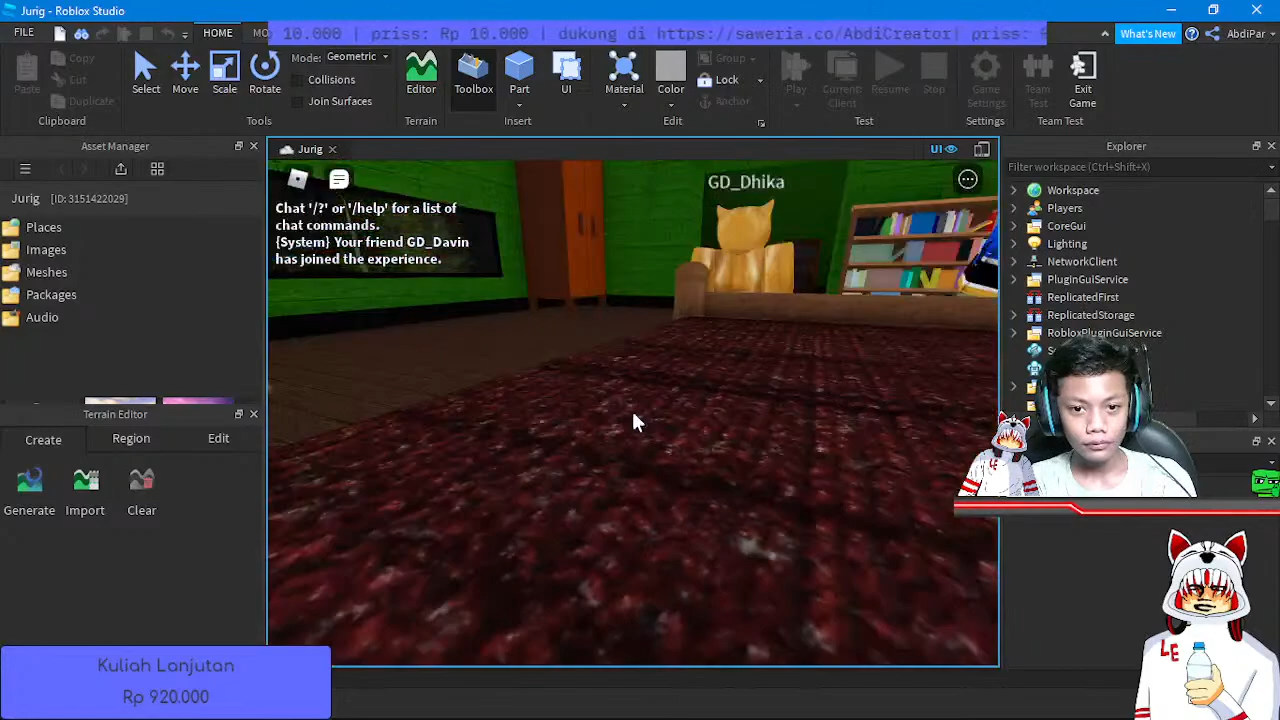 Jurig - Roblox Studio
FILE
HOME
MO
10.000 | priss: Rp 10.000 | dukung di https://saweria.co/AbdiCreator| priss:
What's New
AbdiPar
Copy
Cut
Paste
Duplicate
Clipboard
Select
Move
Scale
Rotate
Mode: Geometric
Collisions
Join Surfaces
Tools
Editor
Terrain
Toolbox
Part
UI
Insert
Material
Color
Group
Lock
Anchor
Edit
Play
Current:
Client
Resume
Stop
Test
Game
Settings
Settings
Team
Test
Exit
Game
Team Test
Asset Manager
Jurig [ID: 3151422029]
Places
Images
Meshes
Packages
Audio
Terrain Editor
Create
Region
Edit
Generate
Import
Clear
Jurig
UI
GD_Dhika
Chat '/?' or '/help' for a list of
chat commands.
{System} Your friend GD_Davin
has joined the experience.
Explorer
Filter workspace (Ctrl+Shift+X)
Workspace
Players
CoreGui
Lighting
NetworkClient
PluginGuiService
ReplicatedFirst
ReplicatedStorage
RobloxPluginGuiService
LE
Kuliah Lanjutan
Rp 920.000